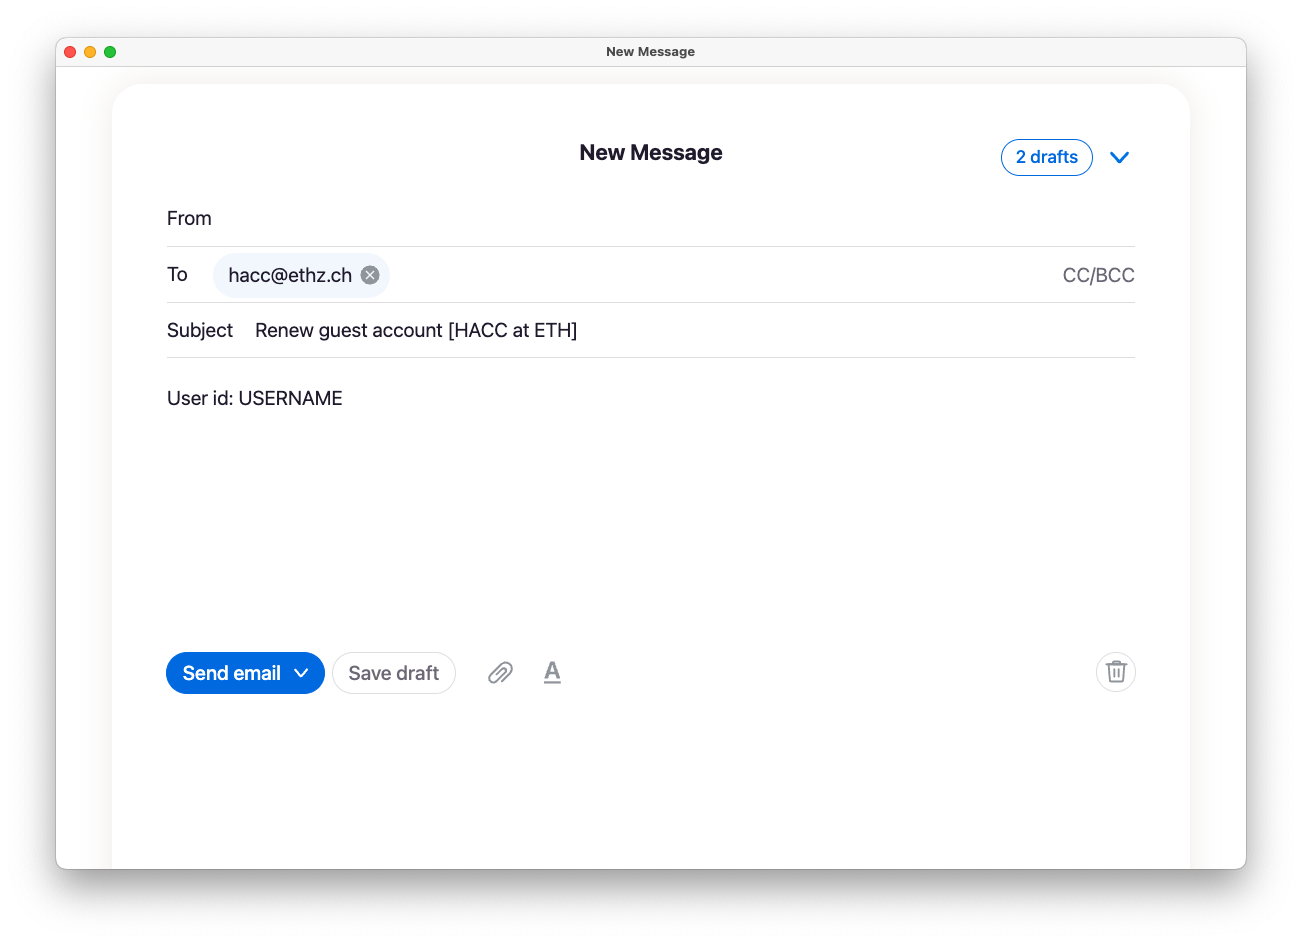 New Message
New Message
2 drafts
From
To hacc@ethz.ch CC/BCC
Subject Renew guest account [HACC at ETH]
User id: USERNAME
Send email Save draft A